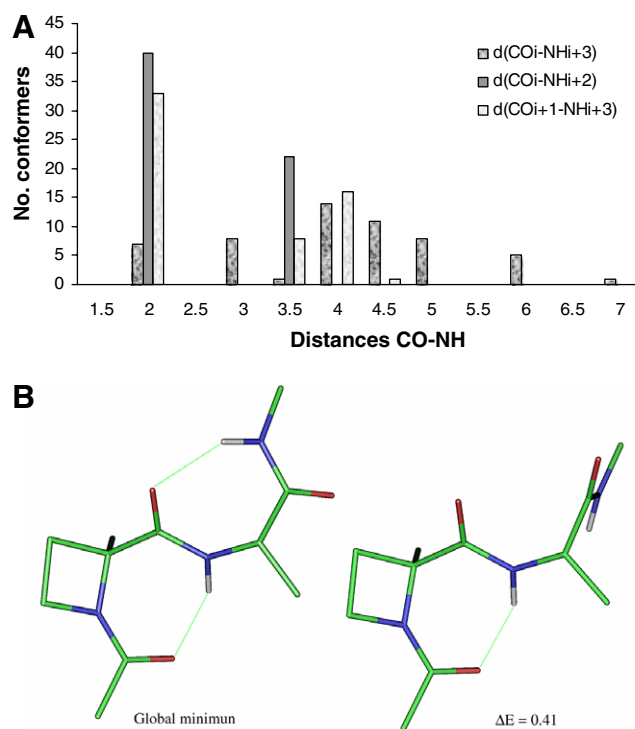 A
No. conformers
45
40
35
30
25
20
15
10
5
0
d(COi-NHi+3)
d(COi-NHi+2)
d(COi+1-NHi+3)
1.5 2 2.5 3 3.5 4 4.5 5 5.5 6 6.5 7
Distances CO-NH
B
Global minimun
ΔE = 0.41